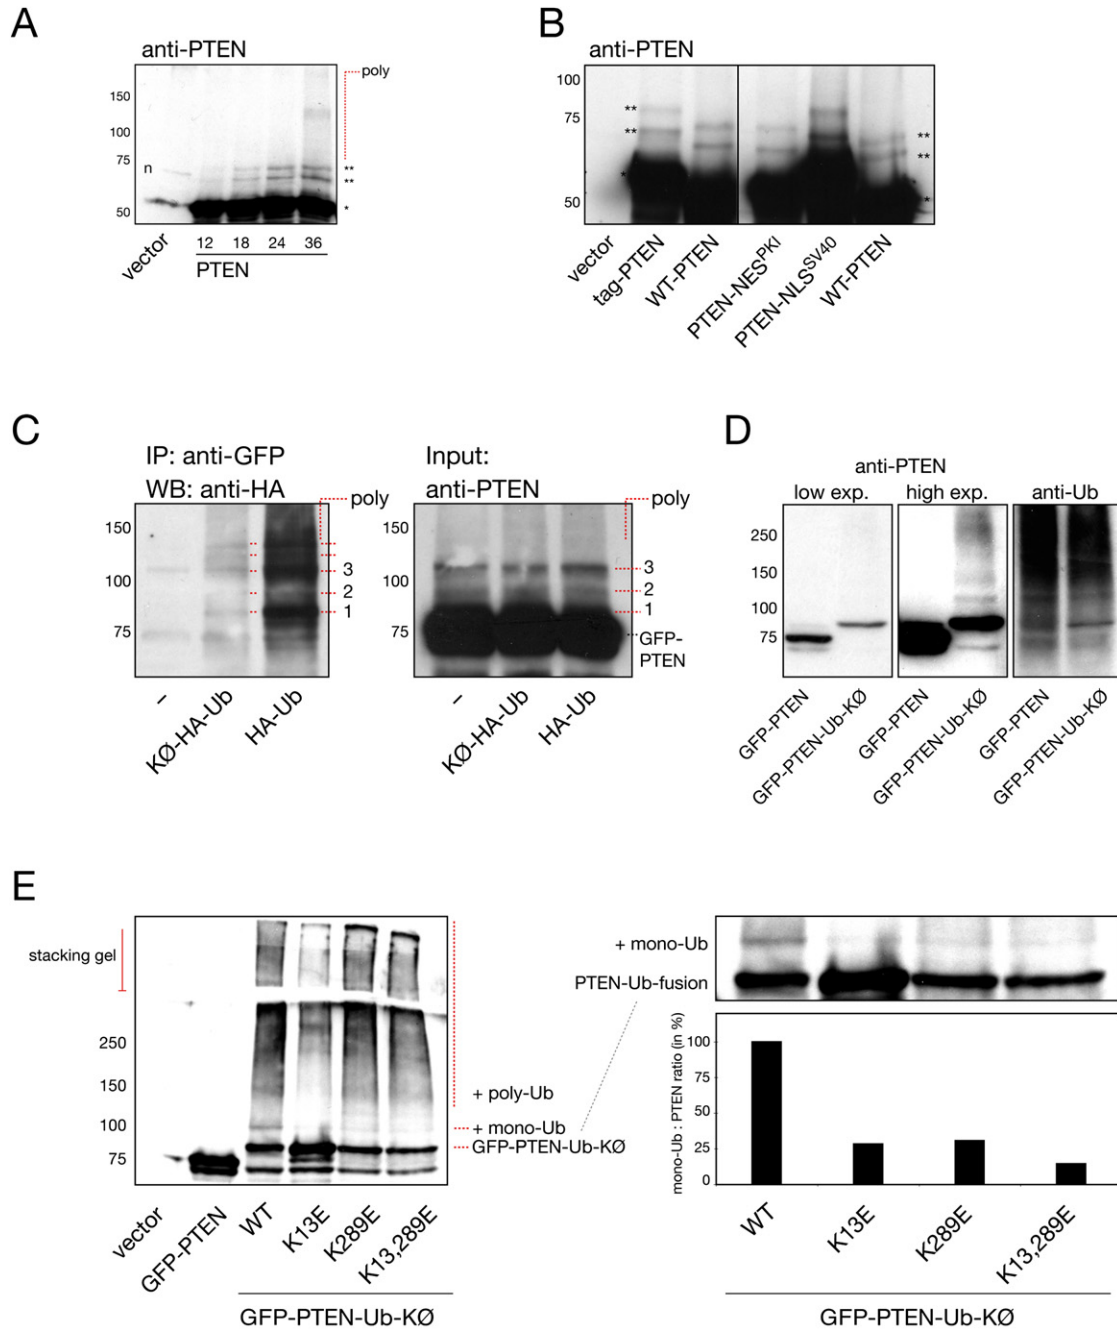 A
anti-PTEN
poly
150
100
75
50
n
**
**
*
vector
12 18 24 36
PTEN
B
anti-PTEN
100
75
50
**
**
*
**
**
*
vector
tag-PTEN
WT-PTEN
PTEN-NES^PKI
PTEN-NLS^SV40
WT-PTEN
C
IP: anti-GFP
WB: anti-HA
poly
150
100
75
3
2
1
–
KØ-HA-Ub
HA-Ub
Input:
anti-PTEN
poly
150
100
75
3
2
1
GFP-
PTEN
–
KØ-HA-Ub
HA-Ub
D
anti-PTEN
low exp. high exp. anti-Ub
250
150
100
75
GFP-PTEN
GFP-PTEN-Ub-KØ
GFP-PTEN
GFP-PTEN-Ub-KØ
GFP-PTEN
GFP-PTEN-Ub-KØ
E
stacking gel
250
150
100
75
+ poly-Ub
+ mono-Ub
GFP-PTEN-Ub-KØ
vector
GFP-PTEN
WT
K13E
K289E
K13,289E
GFP-PTEN-Ub-KØ
+ mono-Ub
PTEN-Ub-fusion
mono-Ub : PTEN ratio (in %)
100
75
50
25
0
WT
K13E
K289E
K13,289E
GFP-PTEN-Ub-KØ